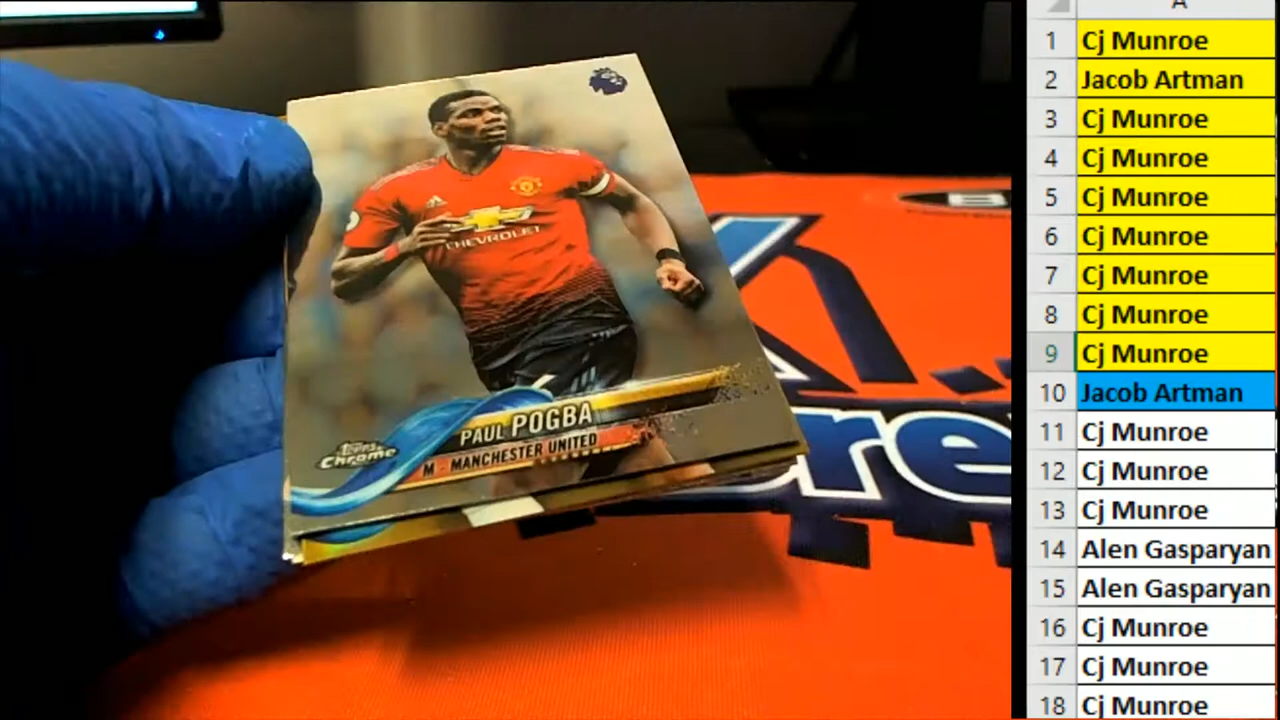 CHEVROLET
PAUL POGBA
M - MANCHESTER UNITED
Topps
Chrome
B
re
A
1 Cj Munroe
2 Jacob Artman
3 Cj Munroe
4 Cj Munroe
5 Cj Munroe
6 Cj Munroe
7 Cj Munroe
8 Cj Munroe
9 Cj Munroe
10 Jacob Artman
11 Cj Munroe
12 Cj Munroe
13 Cj Munroe
14 Alen Gasparyan
15 Alen Gasparyan
16 Cj Munroe
17 Cj Munroe
18 Cj Munroe